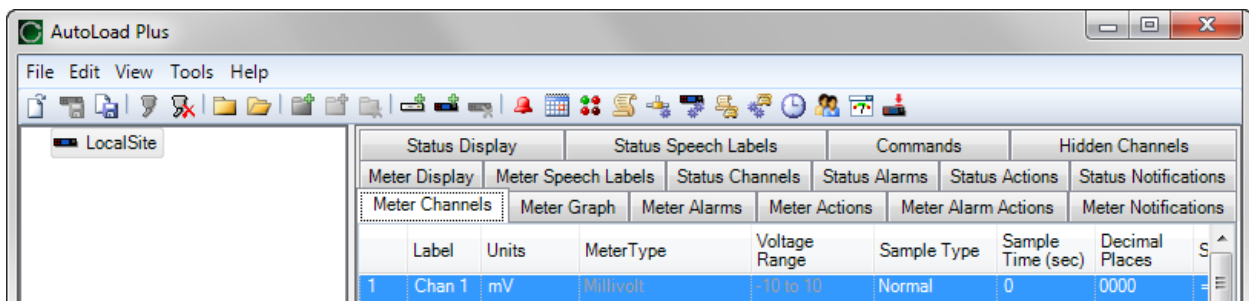 AutoLoad Plus
File Edit View Tools Help
LocalSite
Status Display Status Speech Labels Commands Hidden Channels
Meter Display Meter Speech Labels Status Channels Status Alarms Status Actions Status Notifications
Meter Channels Meter Graph Meter Alarms Meter Actions Meter Alarm Actions Meter Notifications
Label Units MeterType Voltage Range Sample Type Sample Time (sec) Decimal Places S
1 Chan 1 mV Millivolt -10 to 10 Normal 0 0000 =